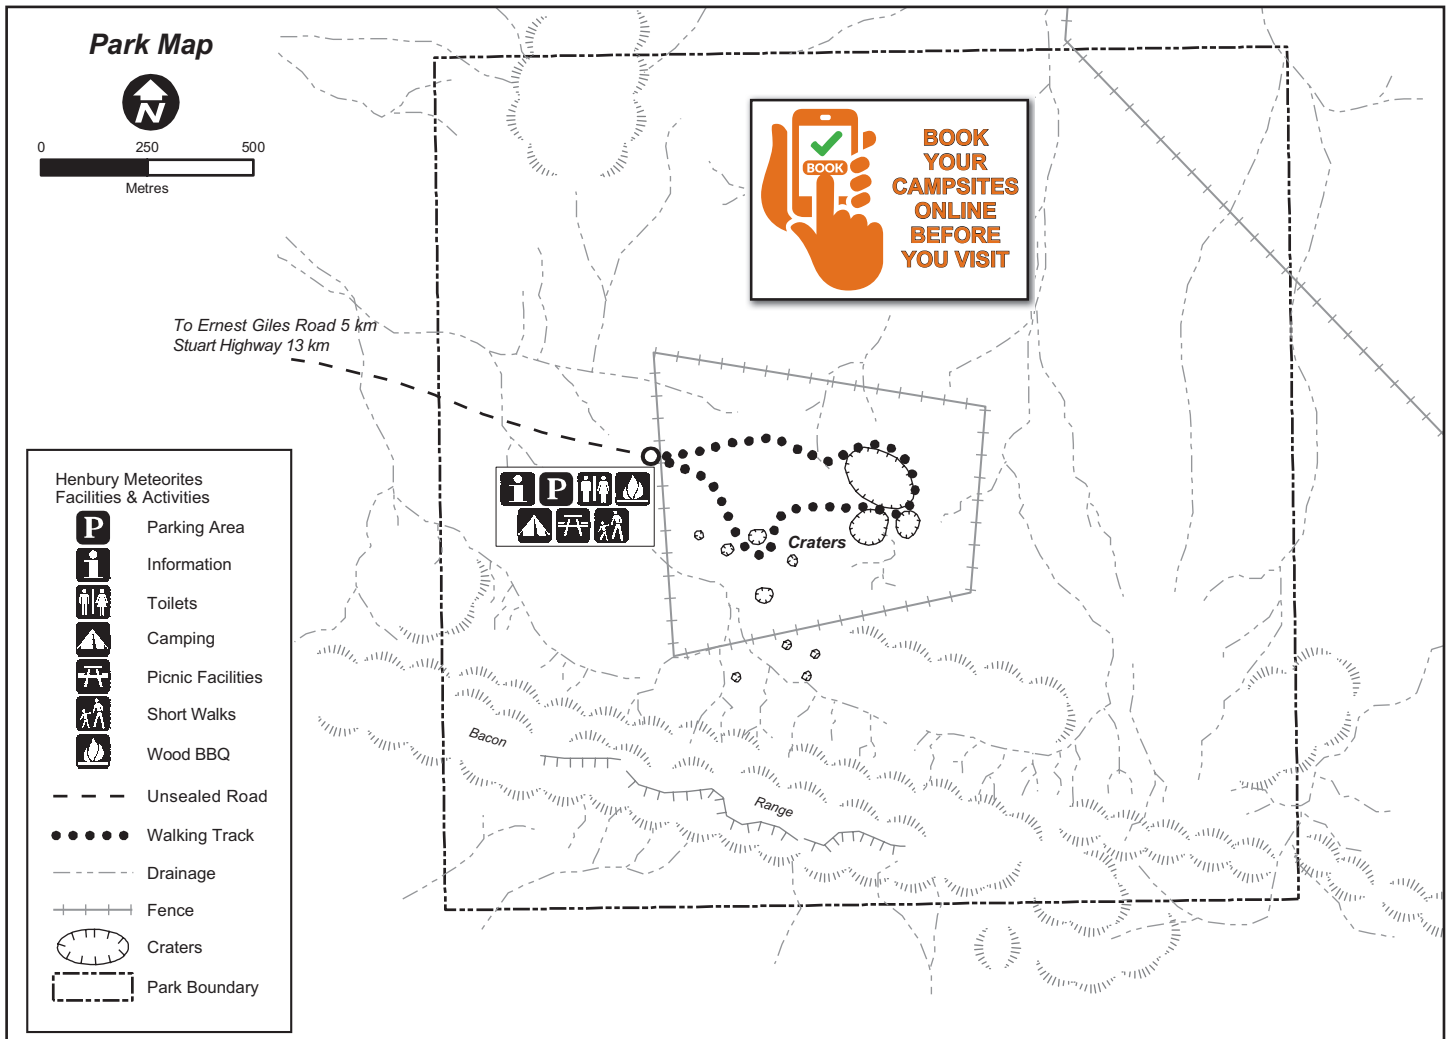 Park Map
N
0 250 500
Metres
BOOK
BOOK
YOUR
CAMPSITES
ONLINE
BEFORE
YOU VISIT
To Ernest Giles Road 5 km
Stuart Highway 13 km
i P
Craters
Bacon
Range
Henbury Meteorites
Facilities & Activities
P Parking Area
i Information
Toilets
Camping
Picnic Facilities
Short Walks
Wood BBQ
Unsealed Road
Walking Track
Drainage
Fence
Craters
Park Boundary